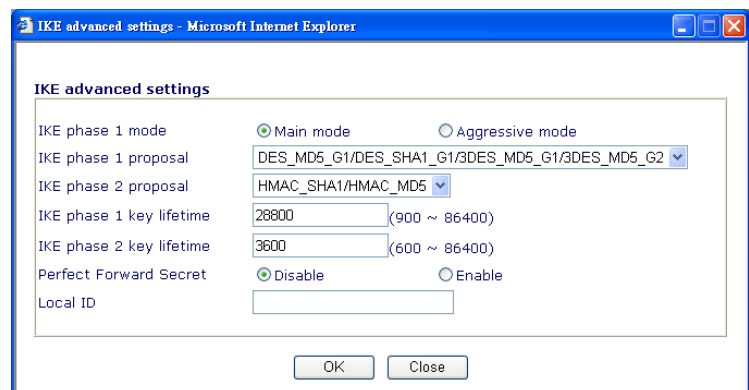 IKE advanced settings - Microsoft Internet Explorer
IKE advanced settings
IKE phase 1 mode Main mode Aggressive mode
IKE phase 1 proposal DES_MD5_G1/DES_SHA1_G1/3DES_MD5_G1/3DES_MD5_G2
IKE phase 2 proposal HMAC_SHA1/HMAC_MD5
IKE phase 1 key lifetime 28800 (900 ~ 86400)
IKE phase 2 key lifetime 3600 (600 ~ 86400)
Perfect Forward Secret Disable Enable
Local ID
OK Close